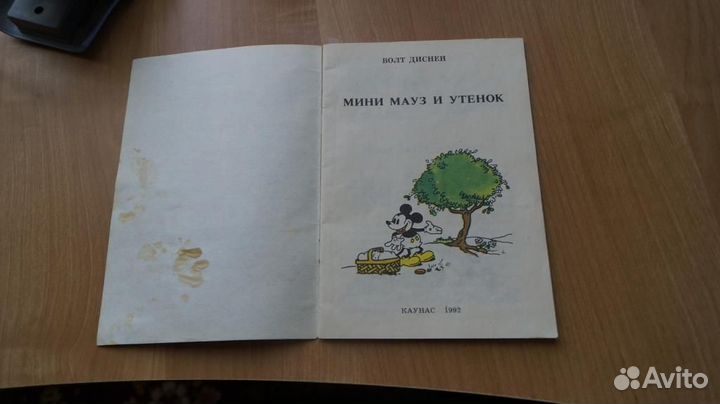 ВОЛТ ДИСНЕЙ
МИНИ МАУЗ И УТЕНОК
КАУНАС 1992
Avito